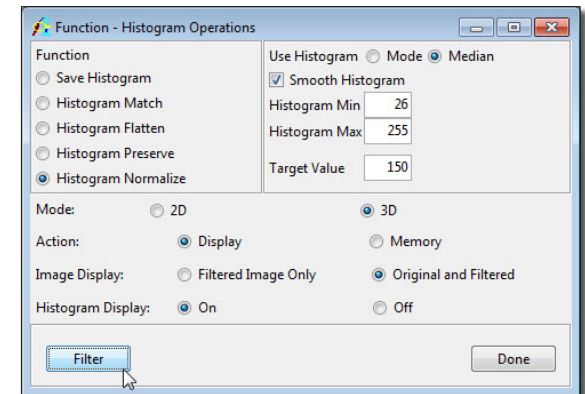 Function - Histogram Operations
Function
Save Histogram
Histogram Match
Histogram Flatten
Histogram Preserve
Histogram Normalize
Use Histogram Mode Median
Smooth Histogram
Histogram Min 26
Histogram Max 255
Target Value 150
Mode: 2D 3D
Action: Display Memory
Image Display: Filtered Image Only Original and Filtered
Histogram Display: On Off
Filter Done